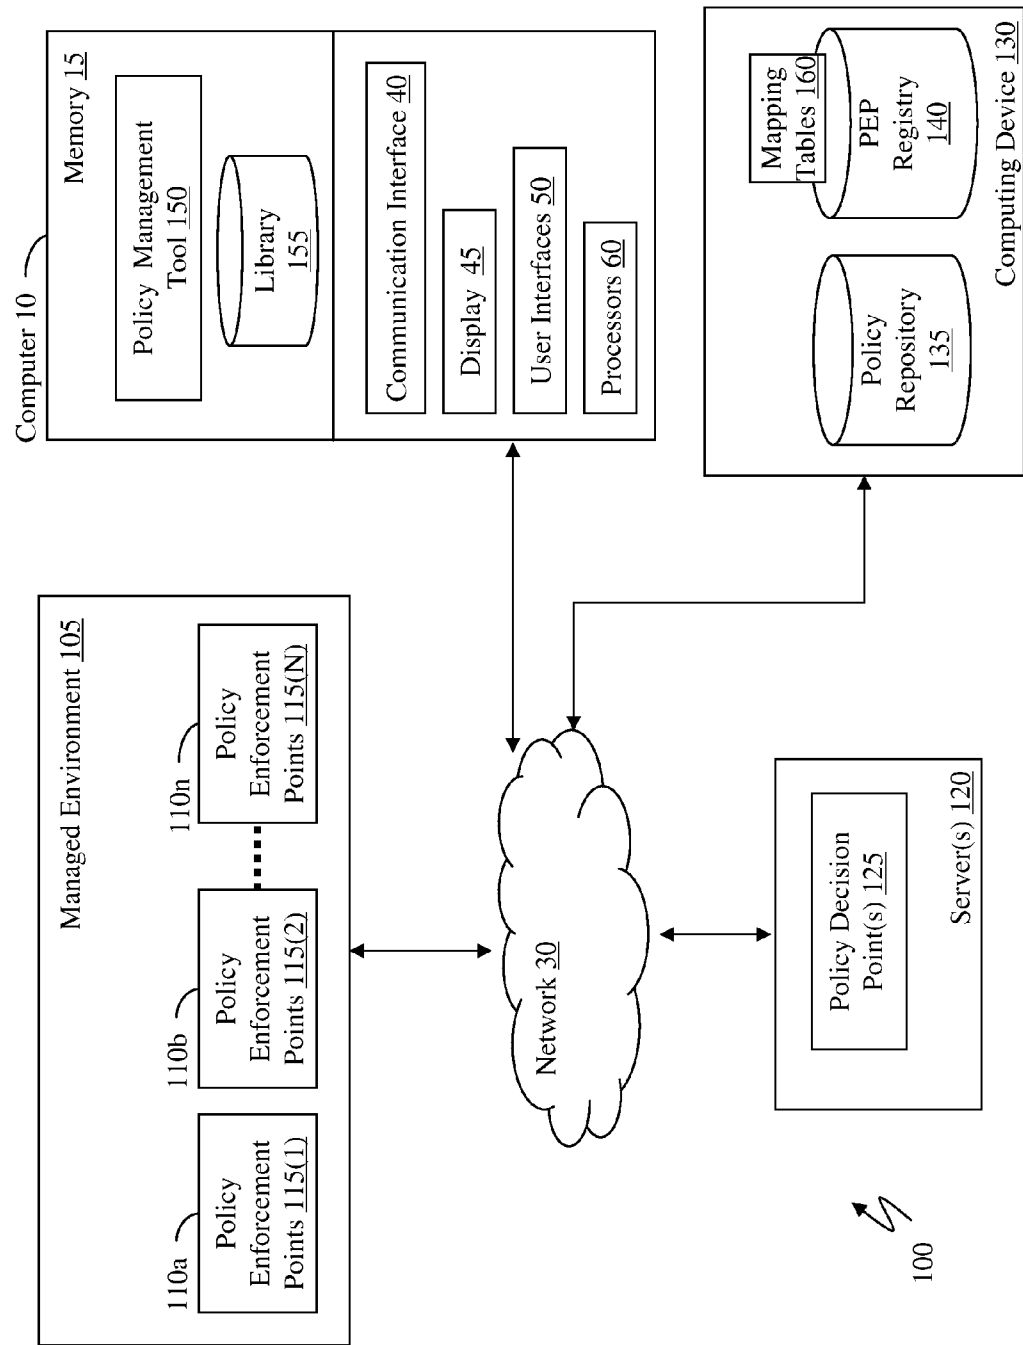 Managed Environment 105
110a
Policy
Enforcement
Points 115(1)
110b
Policy
Enforcement
Points 115(2)
110n
Policy
Enforcement
Points 115(N)
Computer 10
Memory 15
Policy Management
Tool 150
Library
155
Communication Interface 40
Display 45
User Interfaces 50
Processors 60
Network 30
100
Policy Decision
Point(s) 125
Server(s) 120
Policy
Repository
135
Mapping
Tables 160
PEP
Registry
140
Computing Device 130